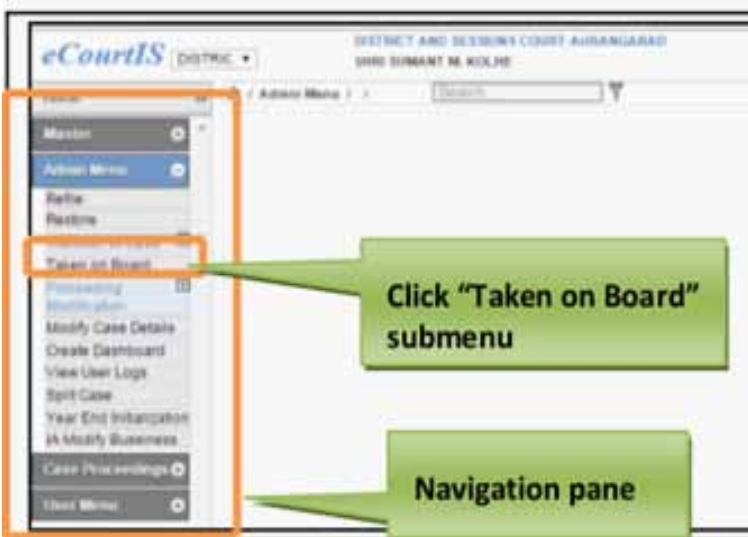 eCourtIS DISTRIC
DISTRICT AND SESSIONS COURT AURANGABAD
SHRI SUMANT M. KOLHE
/ Admin Menu / /
Search
Master
Admin Menu
Refile
Restore
Taken on Board
Proceeding
Modification
Modify Case Details
Create Dashboard
View User Logs
Split Case
Year End Initialization
IA Modify Business
Case Proceedings
User Menu
Click “Taken on Board”
submenu
Navigation pane